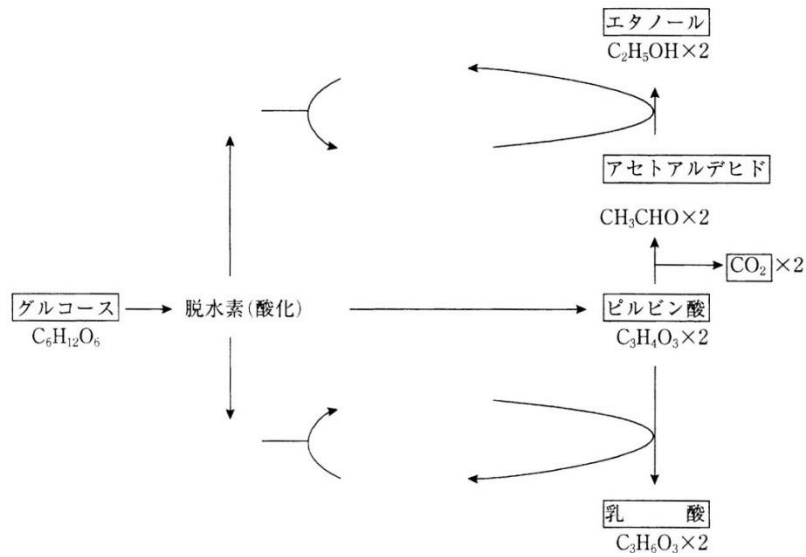 エタノール
C₂H₅OH×2
アセトアルデヒド
CH₃CHO×2
CO₂ ×2
グルコース
C₆H₁₂O₆
脱水素(酸化)
ピルビン酸
C₃H₄O₃×2
乳 酸
C₃H₆O₃×2